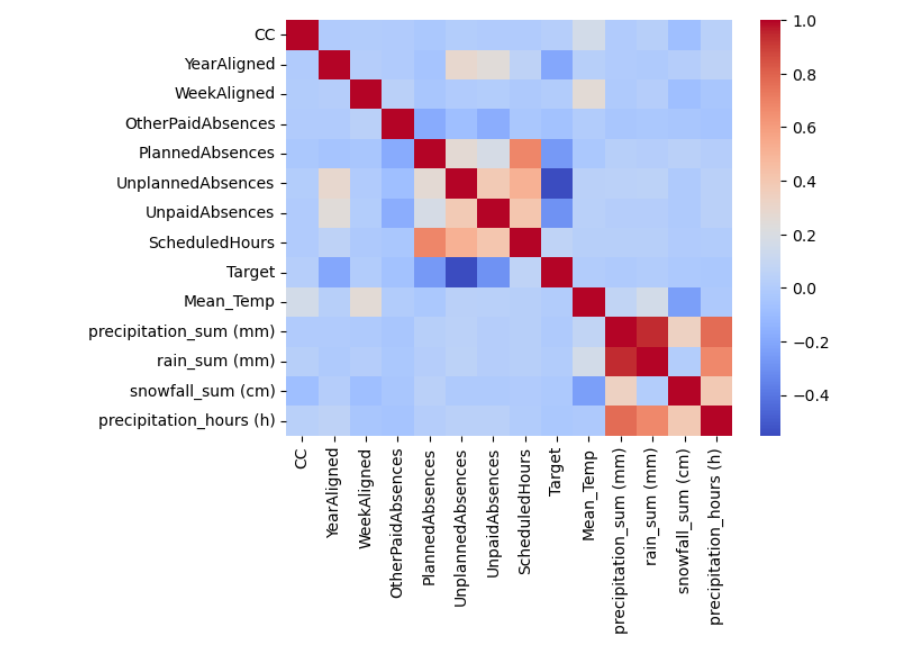 CC
YearAligned
WeekAligned
OtherPaidAbsences
PlannedAbsences
UnplannedAbsences
UnpaidAbsences
ScheduledHours
Target
Mean_Temp
precipitation_sum (mm)
rain_sum (mm)
snowfall_sum (cm)
precipitation_hours (h)
CC
YearAligned
WeekAligned
OtherPaidAbsences
PlannedAbsences
UnplannedAbsences
UnpaidAbsences
ScheduledHours
Target
Mean_Temp
precipitation_sum (mm)
rain_sum (mm)
snowfall_sum (cm)
precipitation_hours (h)
1.0
0.8
0.6
0.4
0.2
0.0
−0.2
−0.4